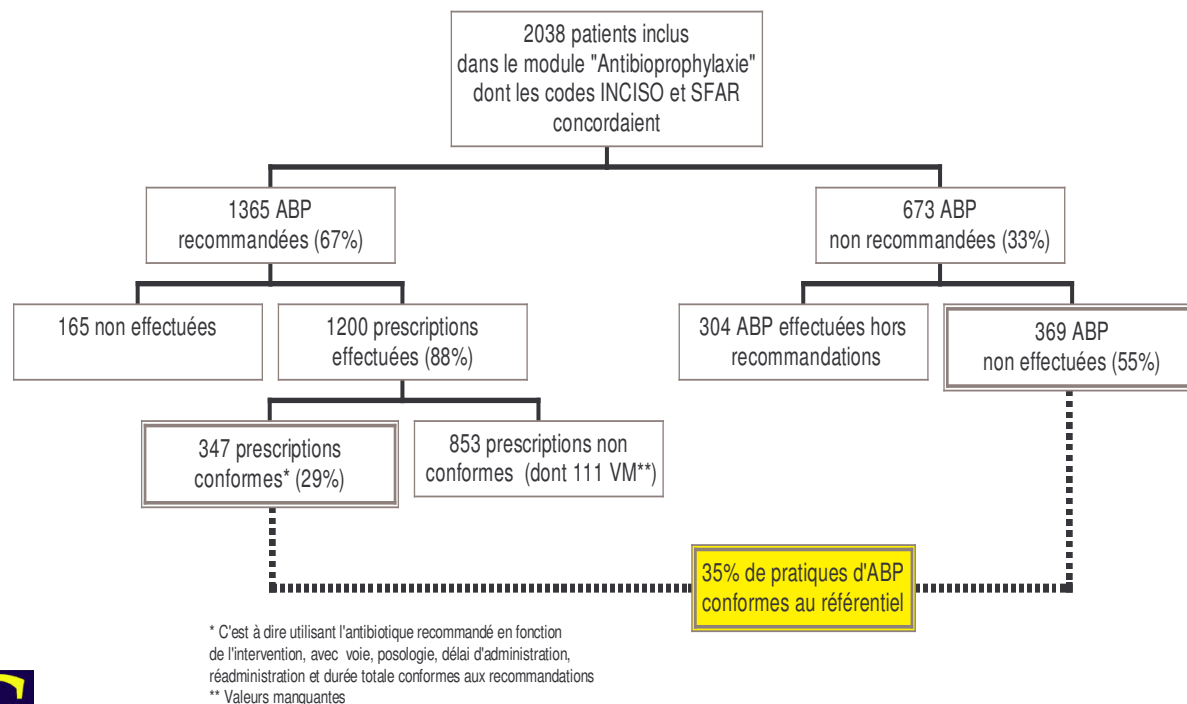 2038 patients inclus
dans le module "Antibioprophylaxie"
dont les codes INCISO et SFAR
concordaient
1365 ABP
recommandées (67%)
673 ABP
non recommandées (33%)
165 non effectuées
1200 prescriptions
effectuées (88%)
304 ABP effectuées hors
recommandations
369 ABP
non effectuées (55%)
347 prescriptions
conformes* (29%)
853 prescriptions non
conformes (dont 111 VM**)
35% de pratiques d'ABP
conformes au référentiel
* C'est à dire utilisant l'antibiotique recommandé en fonction
de l'intervention, avec voie, posologie, délai d'administration,
réadministration et durée totale conformes aux recommandations
** Valeurs manquantes